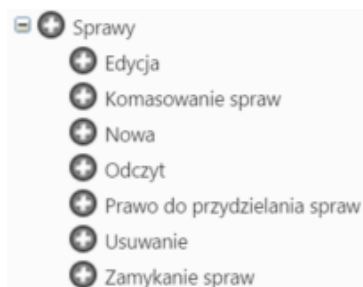 Sprawy
Edycja
Komasowanie spraw
Nowa
Odczyt
Prawo do przydzielania spraw
Usuwanie
Zamykanie spraw